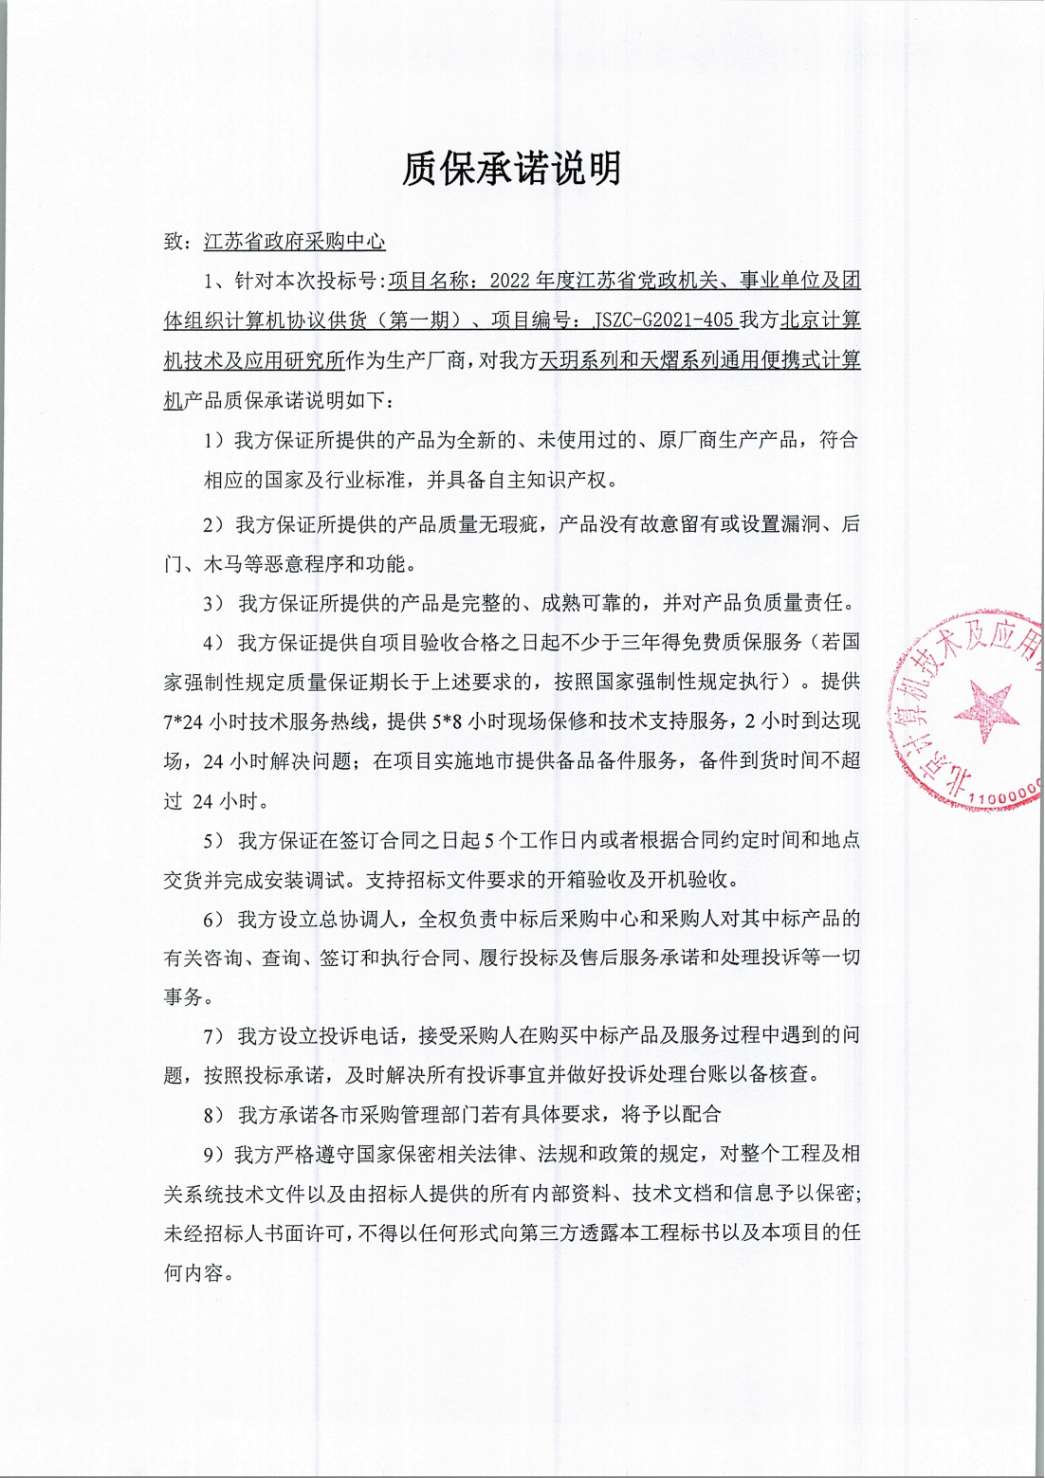 质保承诺说明
致：江苏省政府采购中心
1、针对本次投标号:项目名称：2022 年度江苏省党政机关、事业单位及团
体组织计算机协议供货（第一期）、项目编号：JSZC-G2021-405 我方北京计算
机技术及应用研究所作为生产厂商，对我方天玥系列和天熠系列通用便携式计算
机产品质保承诺说明如下：
1）我方保证所提供的产品为全新的、未使用过的、原厂商生产产品，符合
相应的国家及行业标准，并具备自主知识产权。
2）我方保证所提供的产品质量无瑕疵，产品没有故意留有或设置漏洞、后
门、木马等恶意程序和功能。
3） 我方保证所提供的产品是完整的、成熟可靠的，并对产品负质量责任。
4） 我方保证提供自项目验收合格之日起不少于三年得免费质保服务（若国
家强制性规定质量保证期长于上述要求的，按照国家强制性规定执行）。提供
7*24 小时技术服务热线，提供 5*8 小时现场保修和技术支持服务，2 小时到达现
场，24 小时解决问题；在项目实施地市提供备品备件服务，备件到货时间不超
过 24 小时。
5） 我方保证在签订合同之日起 5 个工作日内或者根据合同约定时间和地点
交货并完成安装调试。支持招标文件要求的开箱验收及开机验收。
6） 我方设立总协调人，全权负责中标后采购中心和采购人对其中标产品的
有关咨询、查询、签订和执行合同、履行投标及售后服务承诺和处理投诉等一切
事务。
7） 我方设立投诉电话，接受采购人在购买中标产品及服务过程中遇到的问
题，按照投标承诺，及时解决所有投诉事宜并做好投诉处理台账以备核查。
8） 我方承诺各市采购管理部门若有具体要求，将予以配合
9）我方严格遵守国家保密相关法律、法规和政策的规定，对整个工程及相
关系统技术文件以及由招标人提供的所有内部资料、技术文档和信息予以保密;
未经招标人书面许可，不得以任何形式向第三方透露本工程标书以及本项目的任
何内容。
北京计算机技术及应用
11000000